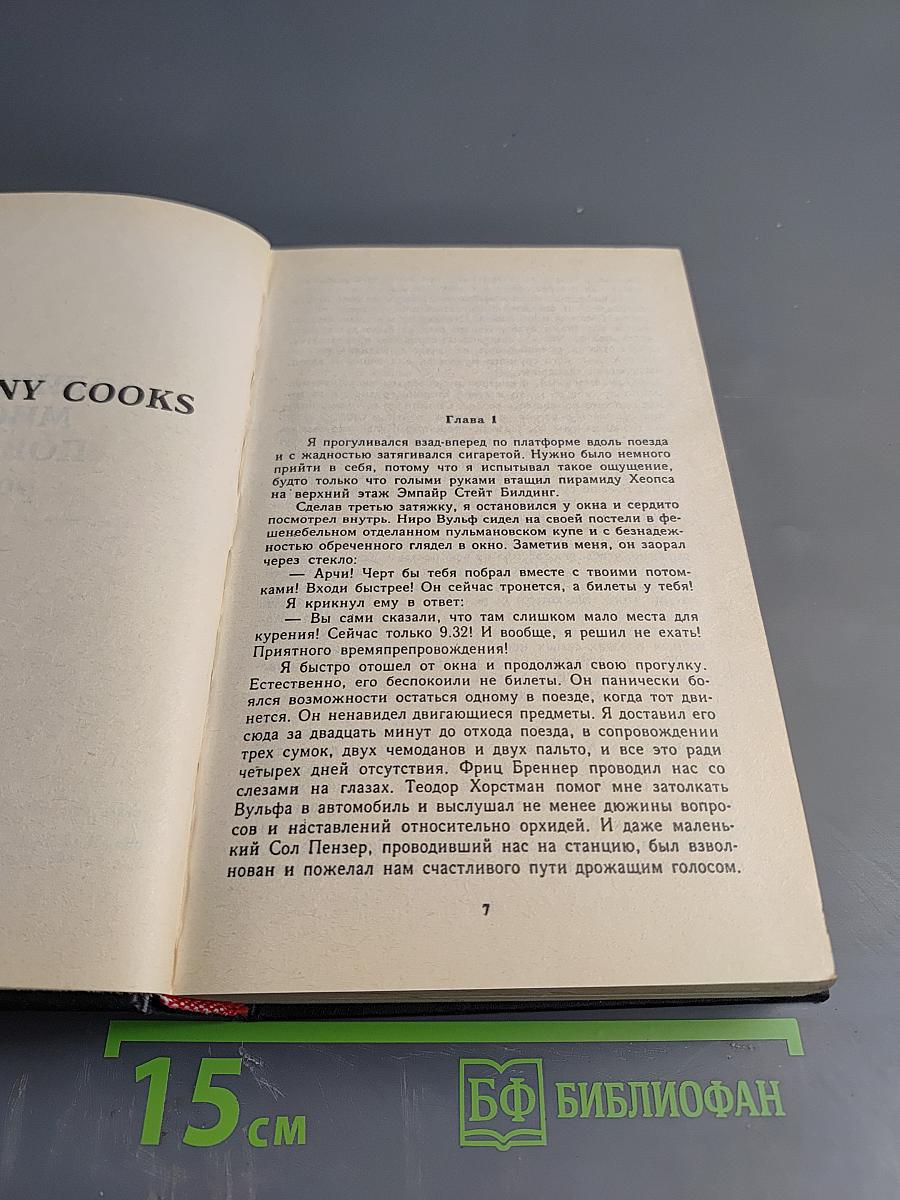 NY COOKS
Глава 1
Я прогуливался взад-вперед по платформе вдоль поезда
и с жадностью затягивался сигаретой. Нужно было немного
прийти в себя, потому что я испытывал такое ощущение,
будто только что голыми руками втащил пирамиду Хеопса
на верхний этаж Эмпайр Стейт Билдинг.
Сделав третью затяжку, я остановился у окна и сердито
посмотрел внутрь. Ниро Вульф сидел на своей постели в фе-
шенебельном отделанном пульмановском купе и с безнадеж-
ностью обреченного глядел в окно. Заметив меня, он заорал
через стекло:
— Арчи! Черт бы тебя побрал вместе с твоими потом-
ками! Входи быстрее! Он сейчас тронется, а билеты у тебя!
Я крикнул ему в ответ:
— Вы сами сказали, что там слишком мало места для
курения! Сейчас только 9.32! И вообще, я решил не ехать!
Приятного времяпрепровождения!
Я быстро отошел от окна и продолжал свою прогулку.
Естественно, его беспокоили не билеты. Он панически бо-
ялся возможности остаться одному в поезде, когда тот дви-
нется. Он ненавидел двигающиеся предметы. Я доставил его
сюда за двадцать минут до отхода поезда, в сопровождении
трех сумок, двух чемоданов и двух пальто, и все это ради
четырех дней отсутствия. Фриц Бреннер проводил нас со
слезами на глазах. Теодор Хорстман помог мне затолкать
Вульфа в автомобиль и выслушал не менее дюжины вопро-
сов и наставлений относительно орхидей. И даже малень-
кий Сол Пензер, проводивший нас на станцию, был взвол-
нован и пожелал нам счастливого пути дрожащим голосом.
7
15 см
БФ БИБЛИОФАН